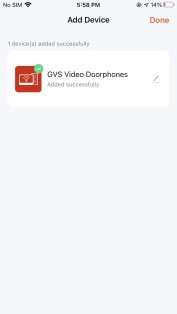 No SIM 5:58 PM 14%
Add Device Done
1 device(s) added successfully
GVS Video Doorphones
Added successfully